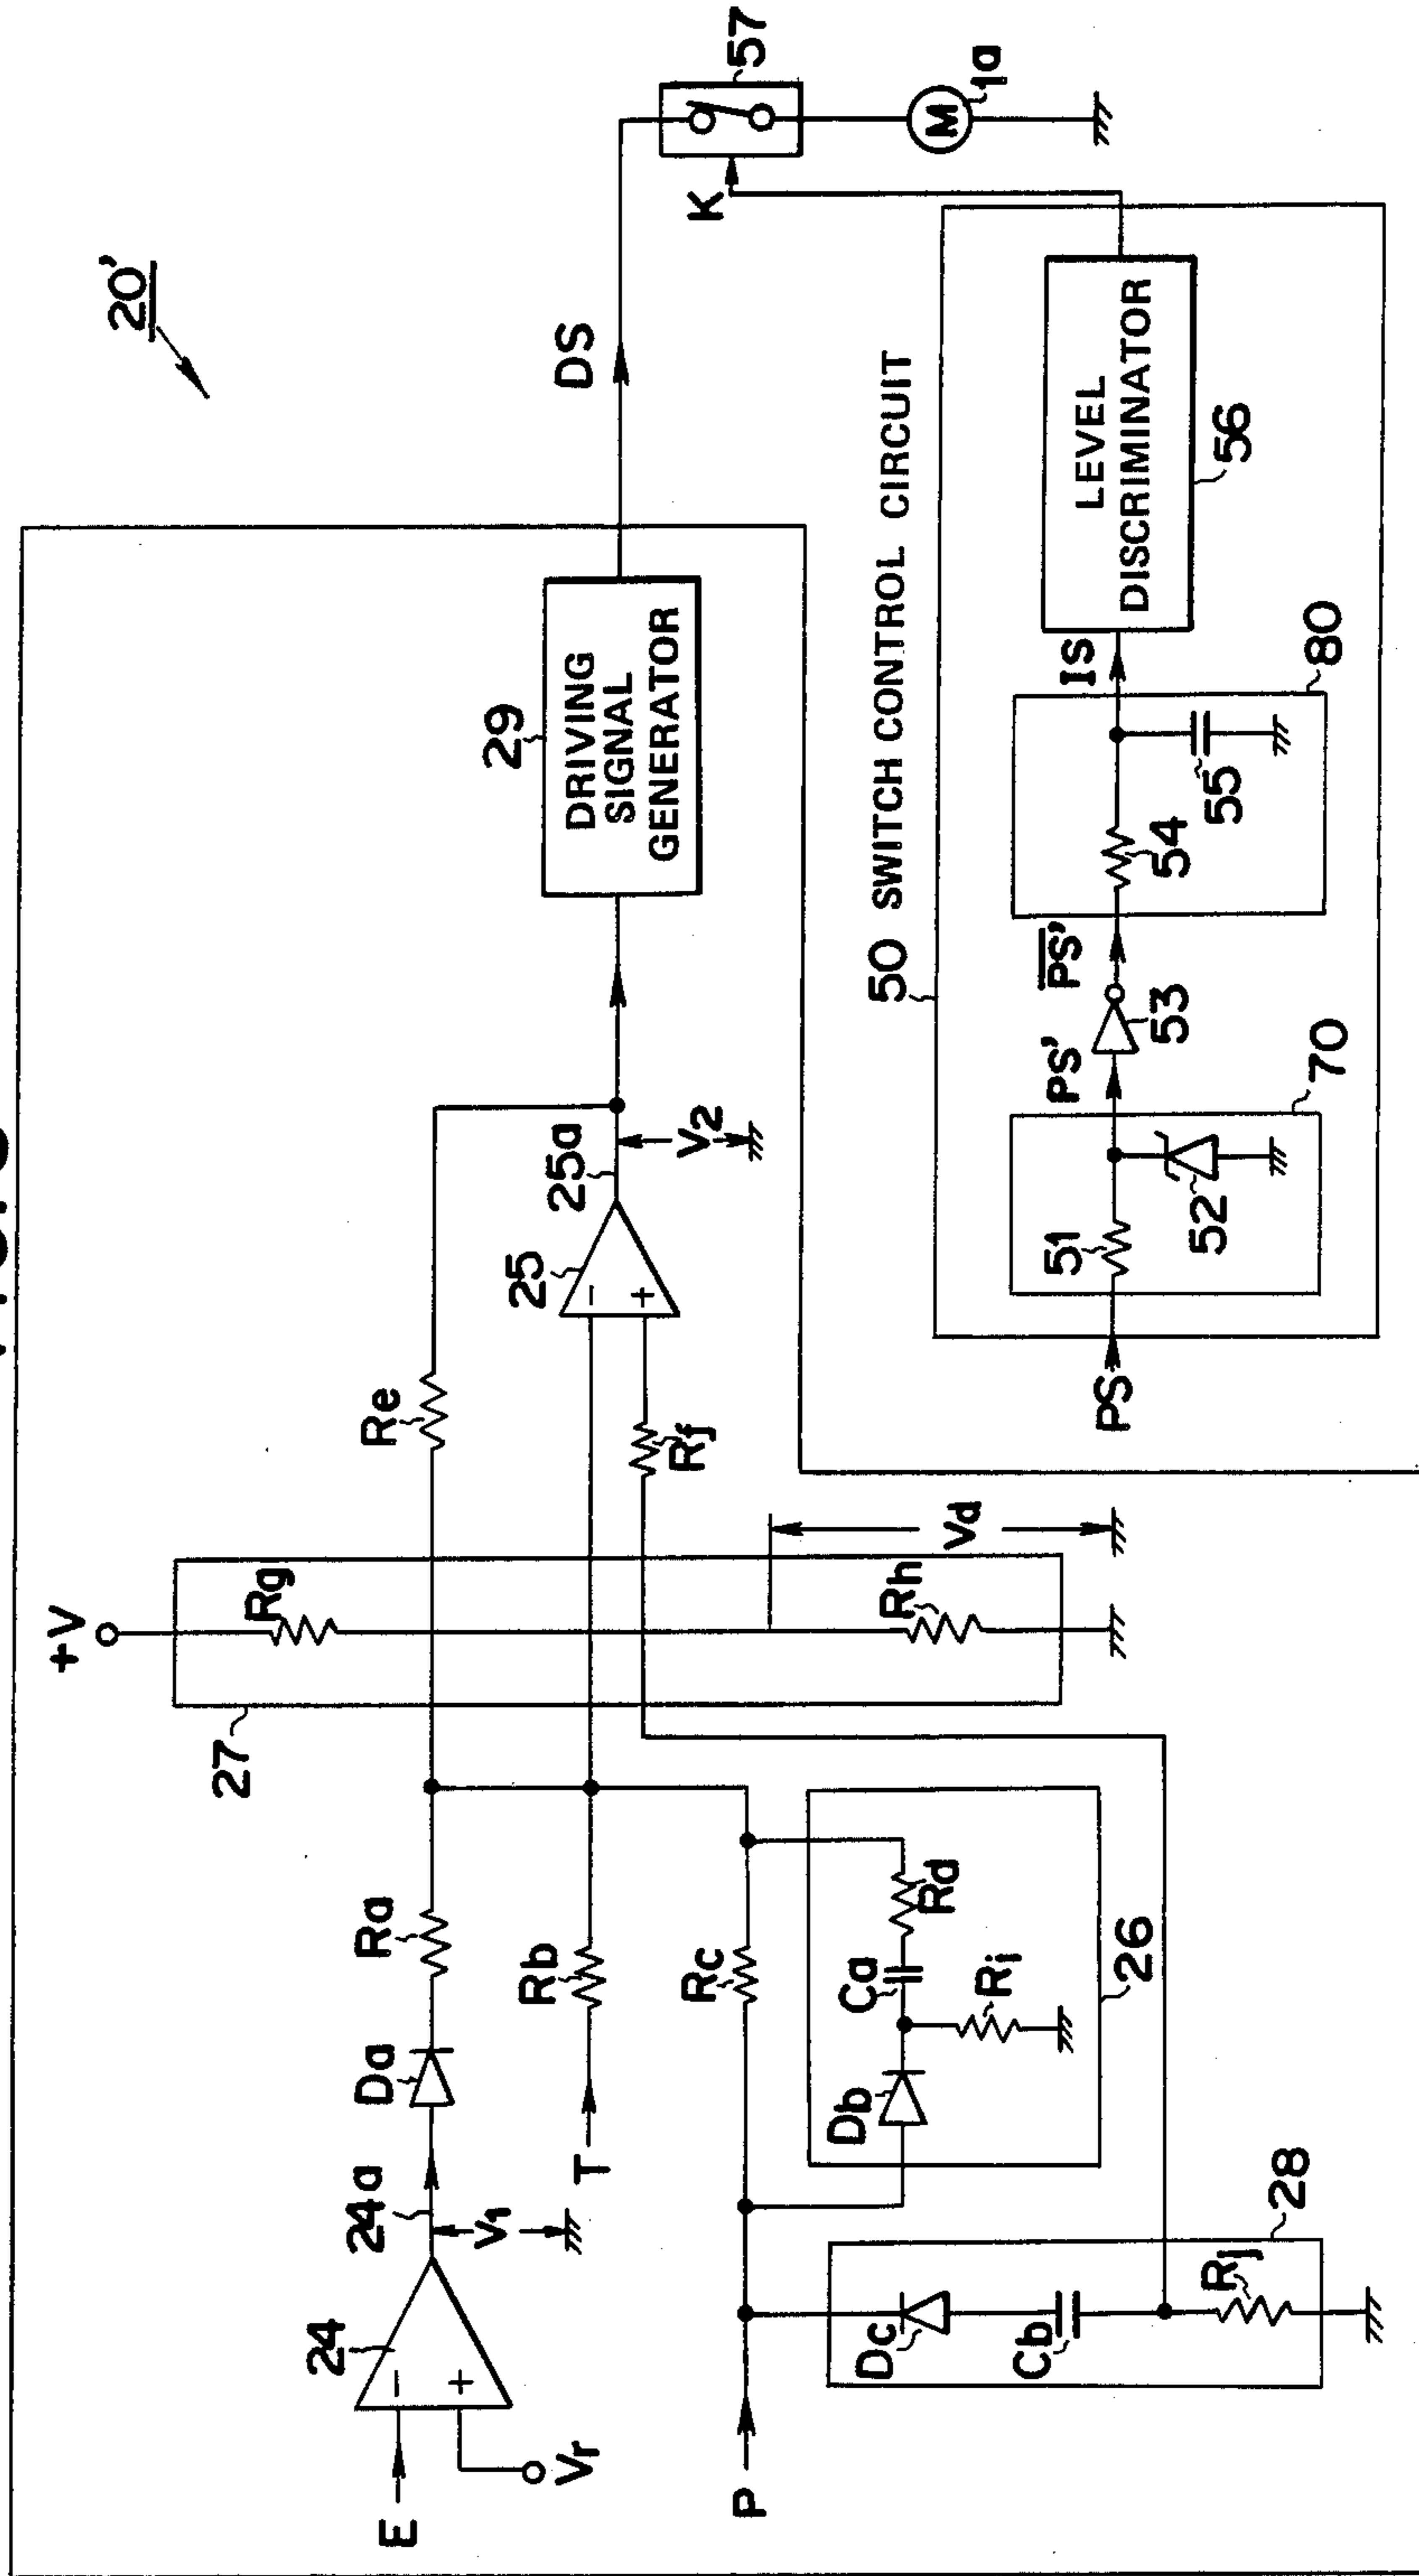 20'
+V
27
Rg
Rh
Vd
E
24
Vr
24a
V1
Da
Ra
Re
T
Rb
25
25a
V2
Rf
29
DRIVING
SIGNAL
GENERATOR
DS
57
K
M
1a
P
Rc
Db
Ca
Rd
Ri
26
Dc
Cb
Rj
28
50 SWITCH CONTROL CIRCUIT
PS
51
52
70
PS'
53
PS'
54
55
80
IS
LEVEL
DISCRIMINATOR
56